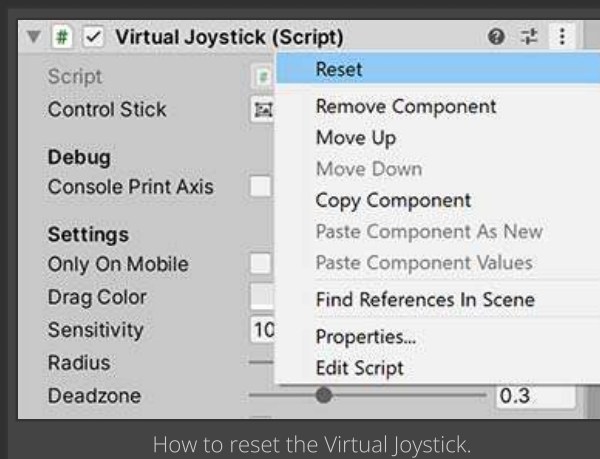 Virtual Joystick (Script)
Script
Control Stick
Debug
Console Print Axis
Settings
Only On Mobile
Drag Color
Sensitivity 10
Radius
Deadzone 0.3
Reset
Remove Component
Move Up
Move Down
Copy Component
Paste Component As New
Paste Component Values
Find References In Scene
Properties...
Edit Script
How to reset the Virtual Joystick.